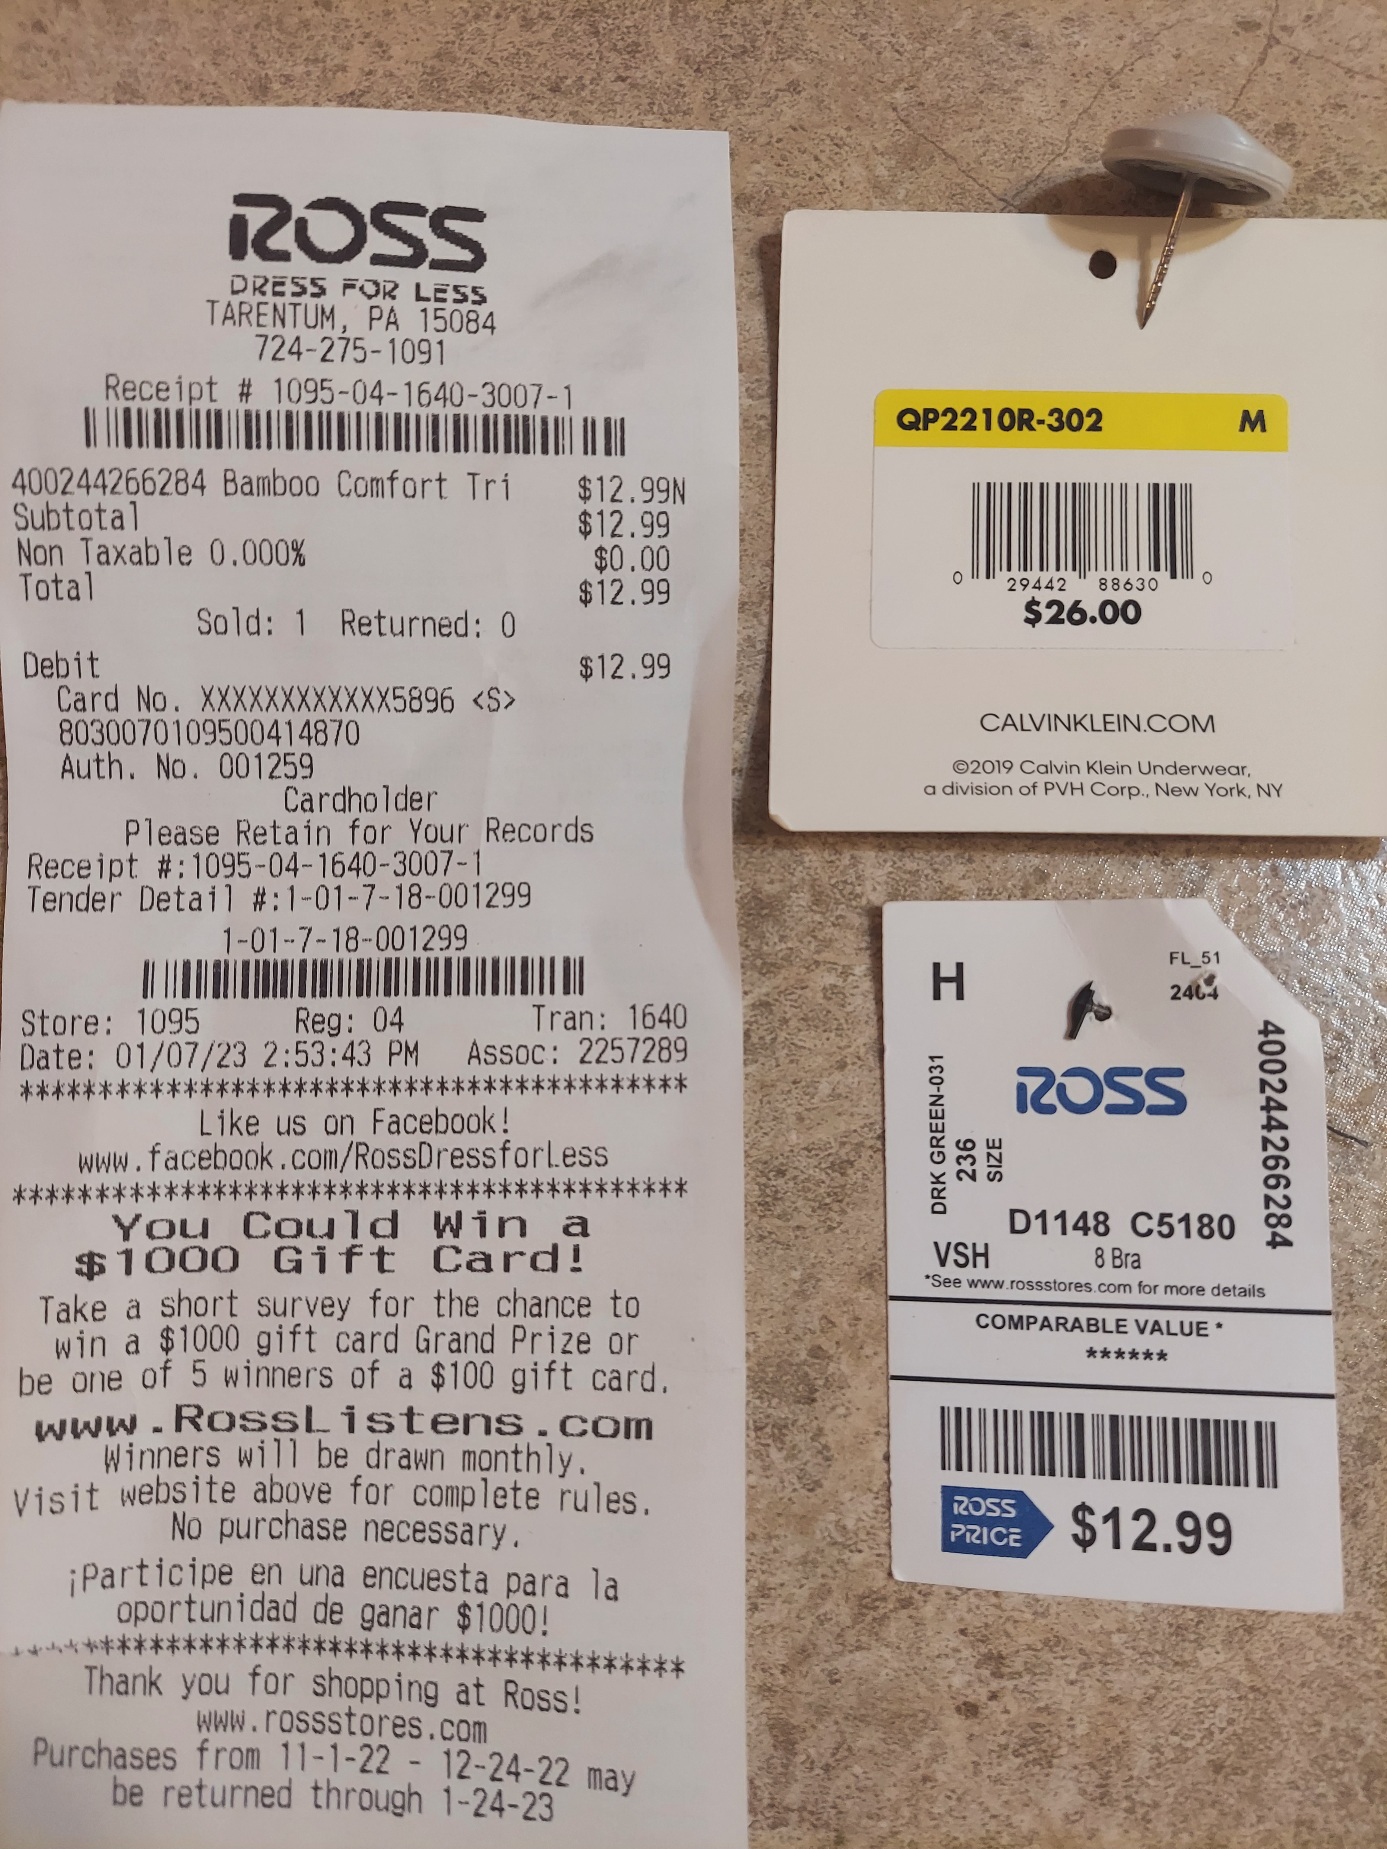 ROSS
DRESS FOR LESS
TARENTUM, PA 15084
724-275-1091
Receipt # 1095-04-1640-3007-1
400244266284 Bamboo Comfort Tri $12.99N
Subtotal $12.99
Non Taxable 0.000% $0.00
Total $12.99
Sold: 1 Returned: 0
Debit $12.99
Card No. XXXXXXXXXXXX5896 <S>
8030070109500414870
Auth. No. 001259
Cardholder
Please Retain for Your Records
Receipt #:1095-04-1640-3007-1
Tender Detail #:1-01-7-18-001299
1-01-7-18-001299
Store: 1095 Reg: 04 Tran: 1640
Date: 01/07/23 2:53:43 PM Assoc: 2257289
******************************************
Like us on Facebook!
www.facebook.com/RossDressforLess
******************************************
You Could Win a
$1000 Gift Card!
Take a short survey for the chance to
win a $1000 gift card Grand Prize or
be one of 5 winners of a $100 gift card.
www.RossListens.com
Winners will be drawn monthly.
Visit website above for complete rules.
No purchase necessary.
¡Participe en una encuesta para la
oportunidad de ganar $1000!
******************************************
Thank you for shopping at Ross!
www.rossstores.com
Purchases from 11-1-22 - 12-24-22 may
be returned through 1-24-23
QP2210R-302 M
0 29442 88630 0
$26.00
CALVINKLEIN.COM
©2019 Calvin Klein Underwear,
a division of PVH Corp., New York, NY
H
FL_51
2404
400244266284
DRK GREEN-031
236
SIZE
ROSS
D1148 C5180
VSH 8 Bra
*See www.rossstores.com for more details
COMPARABLE VALUE *
******
ROSS
PRICE
$12.99